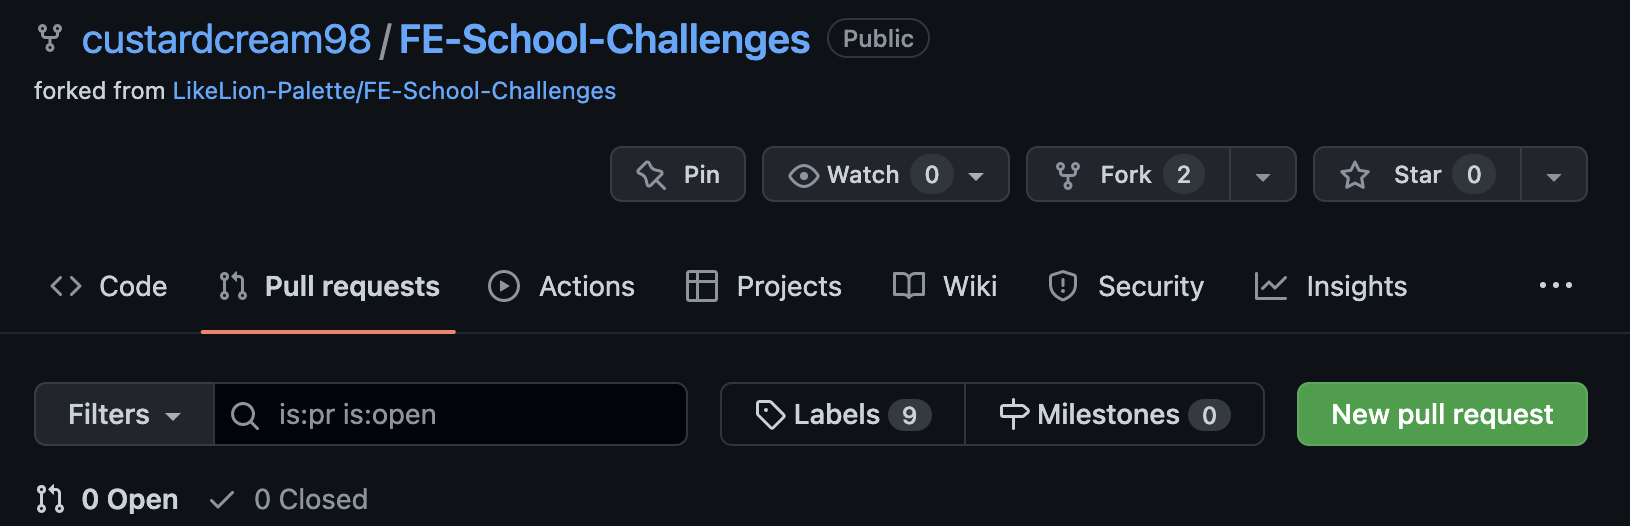 custardcream98 / FE-School-Challenges Public
forked from LikeLion-Palette/FE-School-Challenges
Pin Watch 0 Fork 2 Star 0
Code Pull requests Actions Projects Wiki Security Insights ...
Filters is:pr is:open Labels 9 Milestones 0 New pull request
0 Open 0 Closed